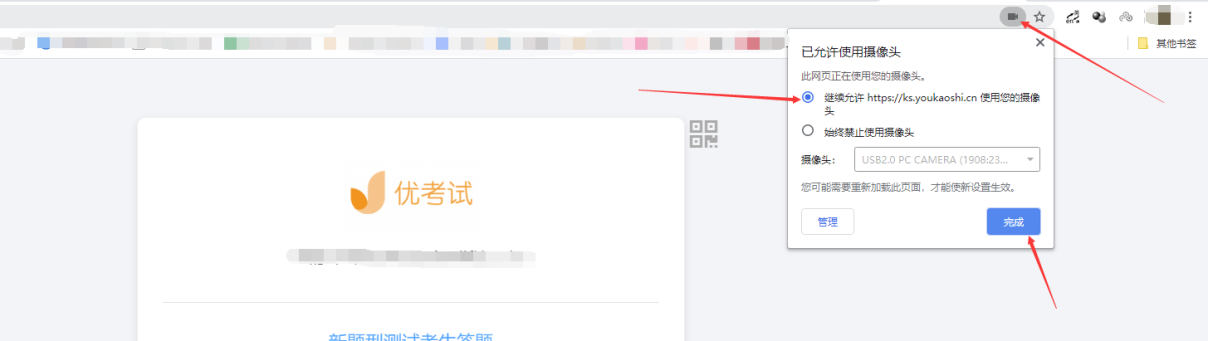 其他书签
已允许使用摄像头
此网页正在使用您的摄像头。
继续允许 https://ks.youkaoshi.cn 使用您的摄像
头
始终禁止使用摄像头
摄像头：
USB2.0 PC CAMERA (1908:23...
您可能需要重新加载此页面，才能使新设置生效。
管理
完成
优考试
新题型测试考生答题